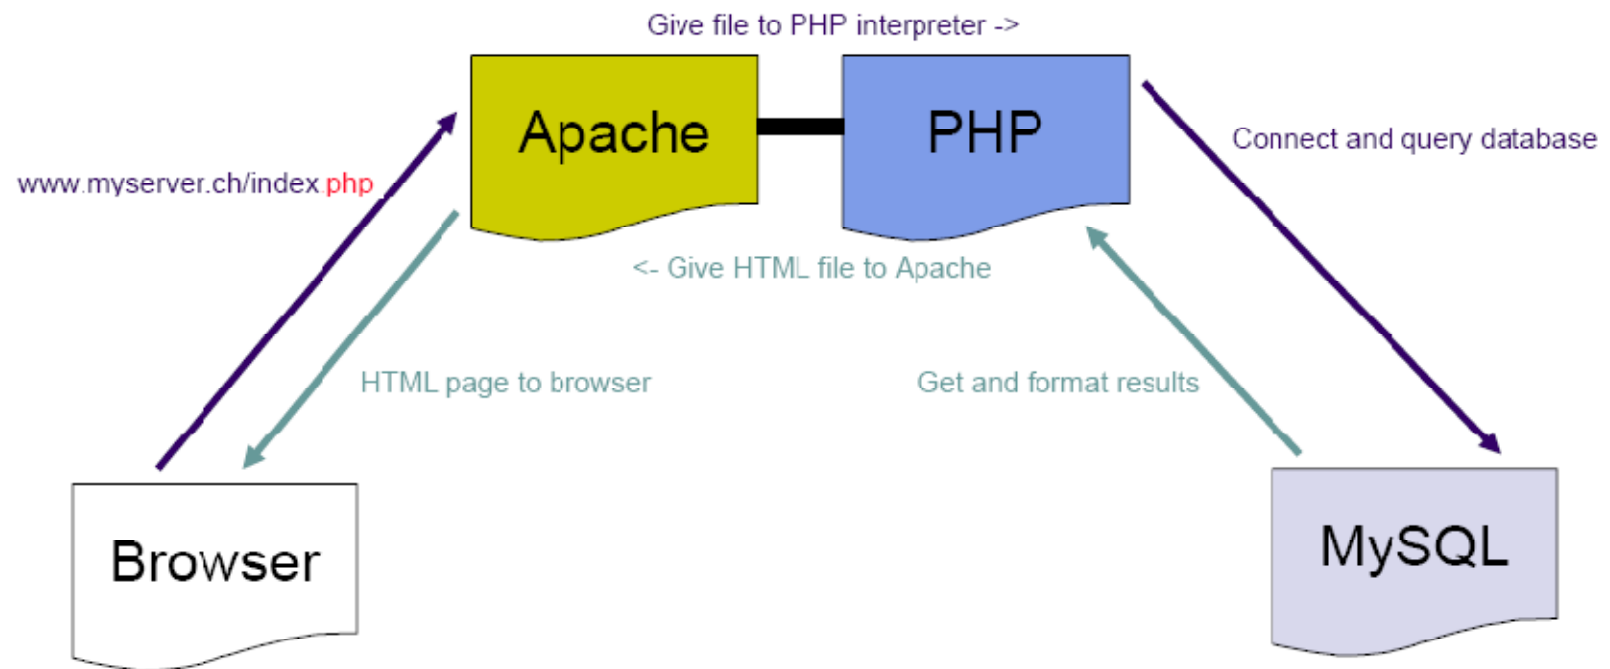 Give file to PHP interpreter ->
Apache
PHP
Connect and query database
www.myserver.ch/index.php
<- Give HTML file to Apache
HTML page to browser
Get and format results
Browser
MySQL